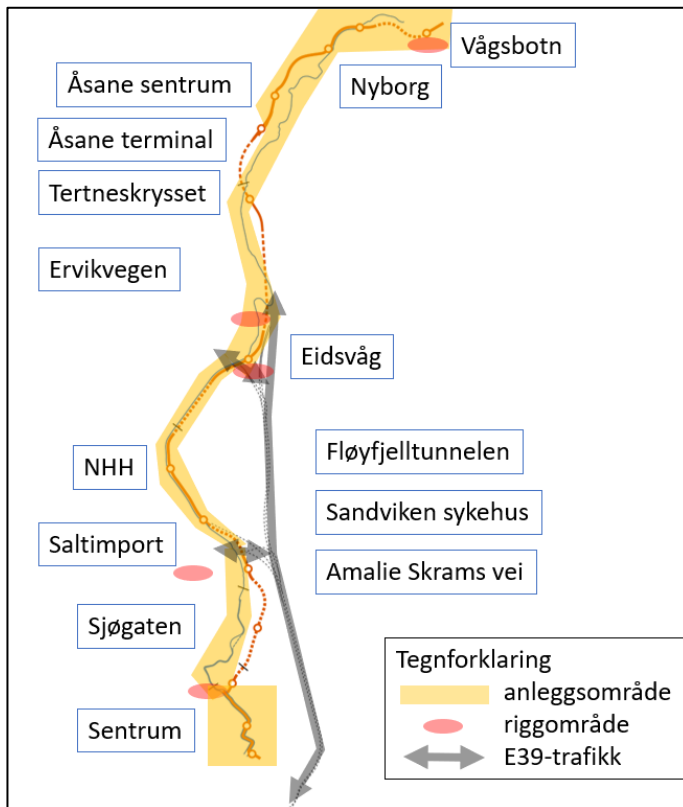 Vågsbotn
Nyborg
Åsane sentrum
Åsane terminal
Tertneskrysset
Ervikvegen
Eidsvåg
Fløyfjelltunnelen
NHH
Sandviken sykehus
Saltimport
Amalie Skrams vei
Sjøgaten
Sentrum
Tegnforklaring
anleggsområde
riggområde
E39-trafikk